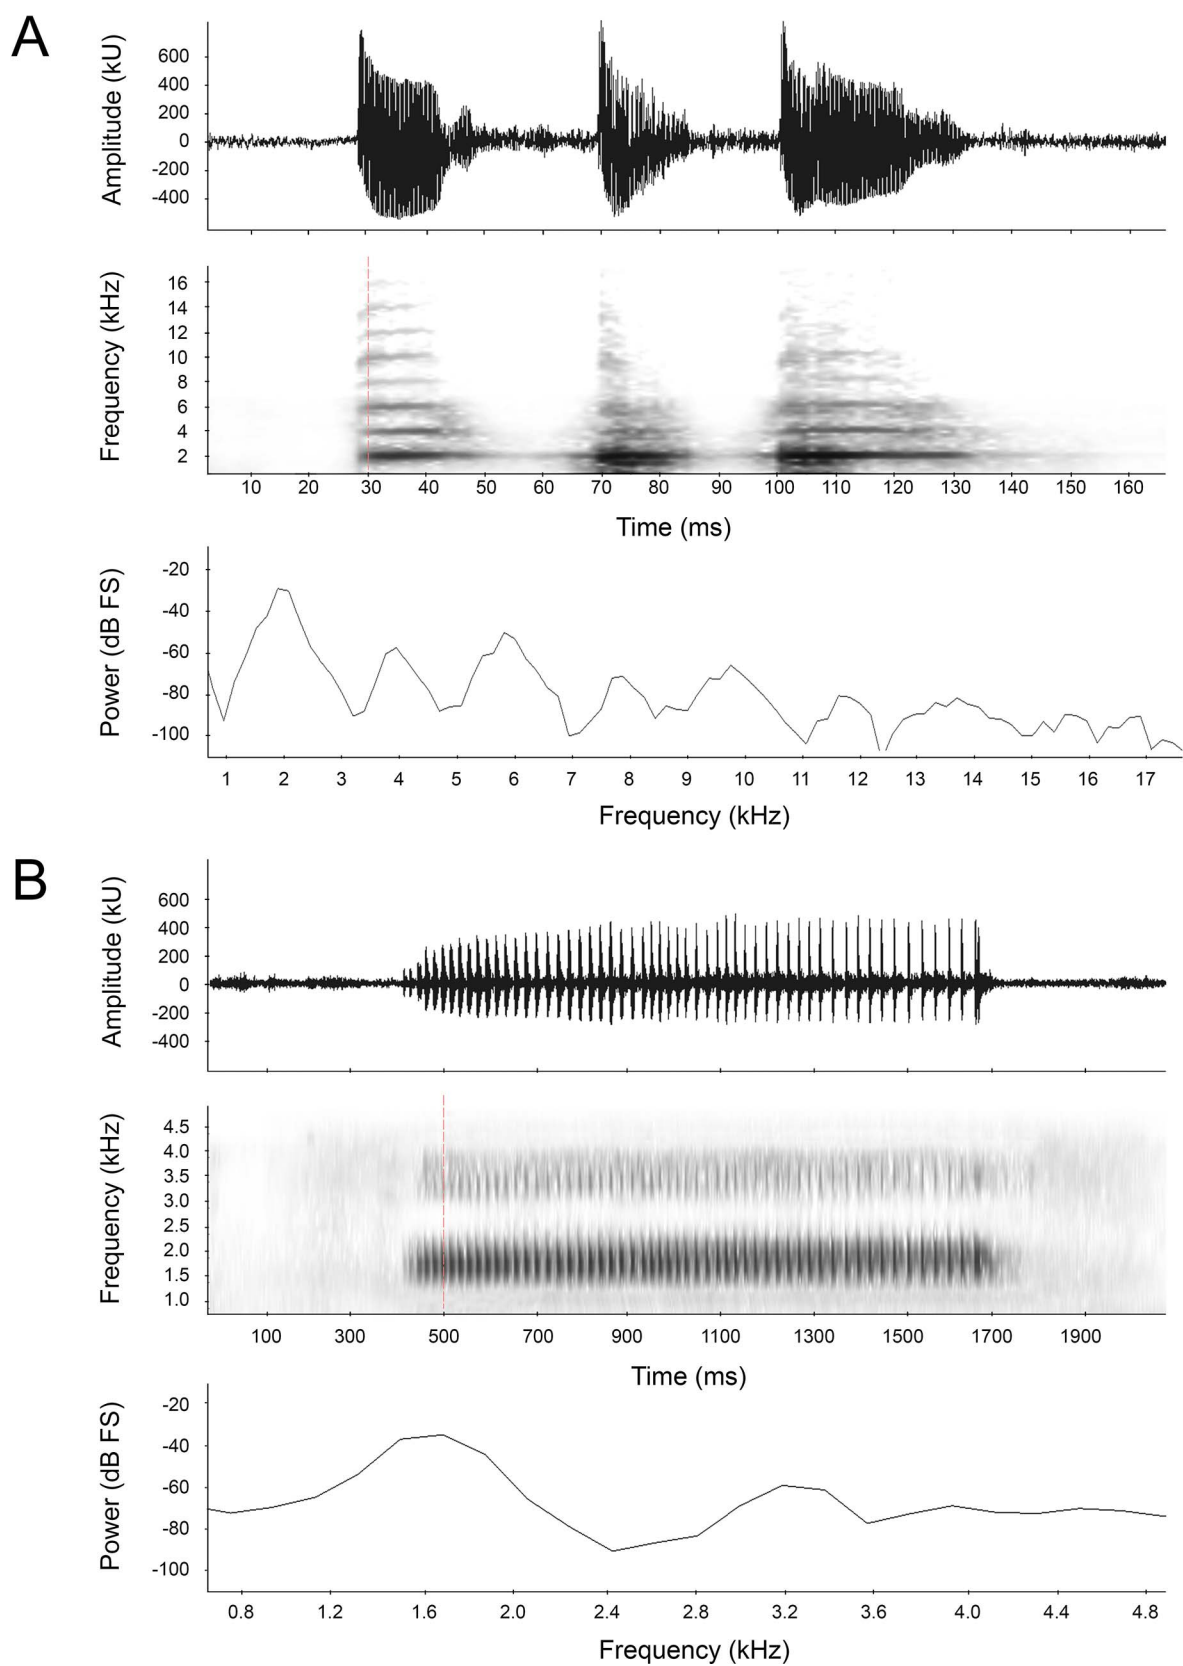 A
Amplitude (kU)
600
400
200
0
-200
-400
Frequency (kHz)
16
14
12
10
8
6
4
2
10 20 30 40 50 60 70 80 90 100 110 120 130 140 150 160
Time (ms)
Power (dB FS)
-20
-40
-60
-80
-100
1 2 3 4 5 6 7 8 9 10 11 12 13 14 15 16 17
Frequency (kHz)
B
Amplitude (kU)
600
400
200
0
-200
-400
Frequency (kHz)
4.5
4.0
3.5
3.0
2.5
2.0
1.5
1.0
100 300 500 700 900 1100 1300 1500 1700 1900
Time (ms)
Power (dB FS)
-20
-40
-60
-80
-100
0.8 1.2 1.6 2.0 2.4 2.8 3.2 3.6 4.0 4.4 4.8
Frequency (kHz)